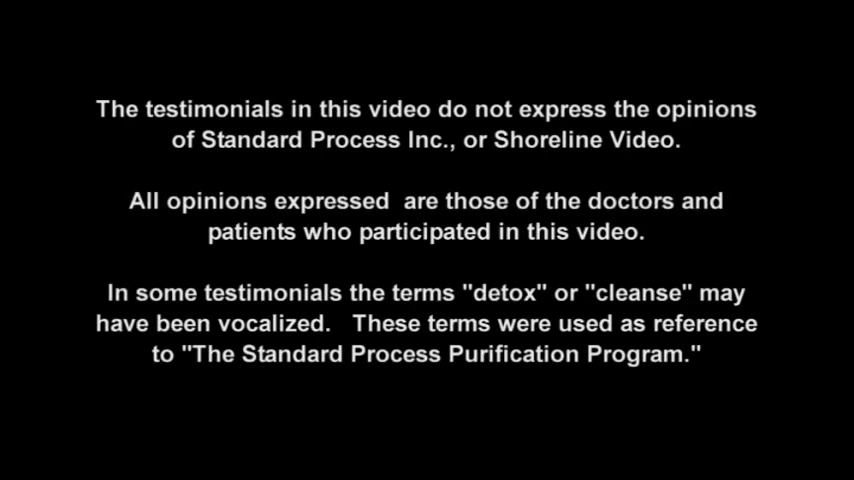 The testimonials in this video do not express the opinions
of Standard Process Inc., or Shoreline Video.
All opinions expressed  are those of the doctors and
patients who participated in this video.
In some testimonials the terms "detox" or "cleanse" may
have been vocalized.   These terms were used as reference
to "The Standard Process Purification Program."